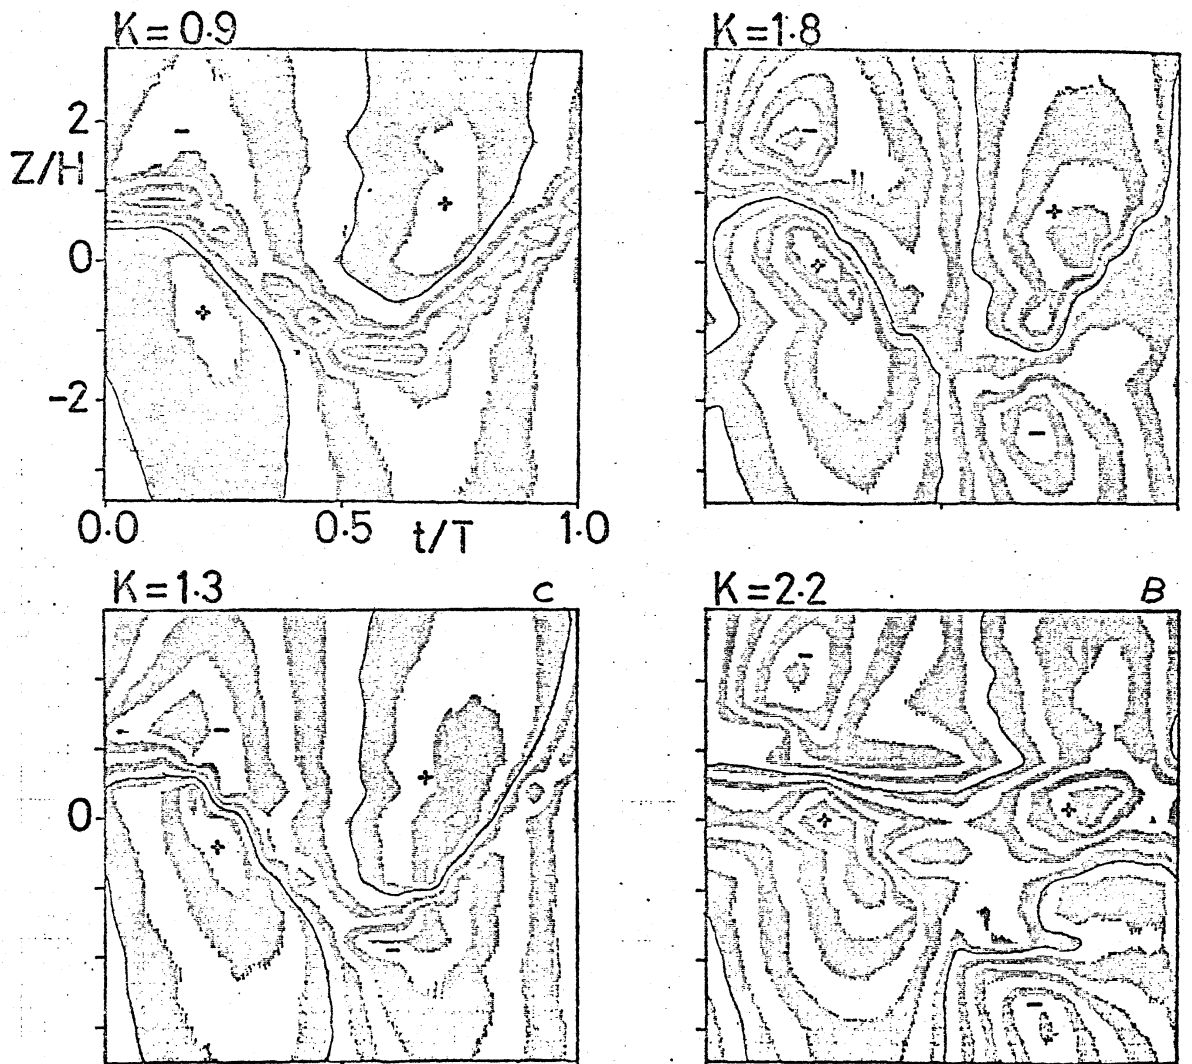 K=0.9
K=1.8
2
Z/H
0
-2
0.0 0.5 t/T 1.0
K=1.3 C
K=2.2 B
0
- + + -
- + + -
- + + -
- + + -